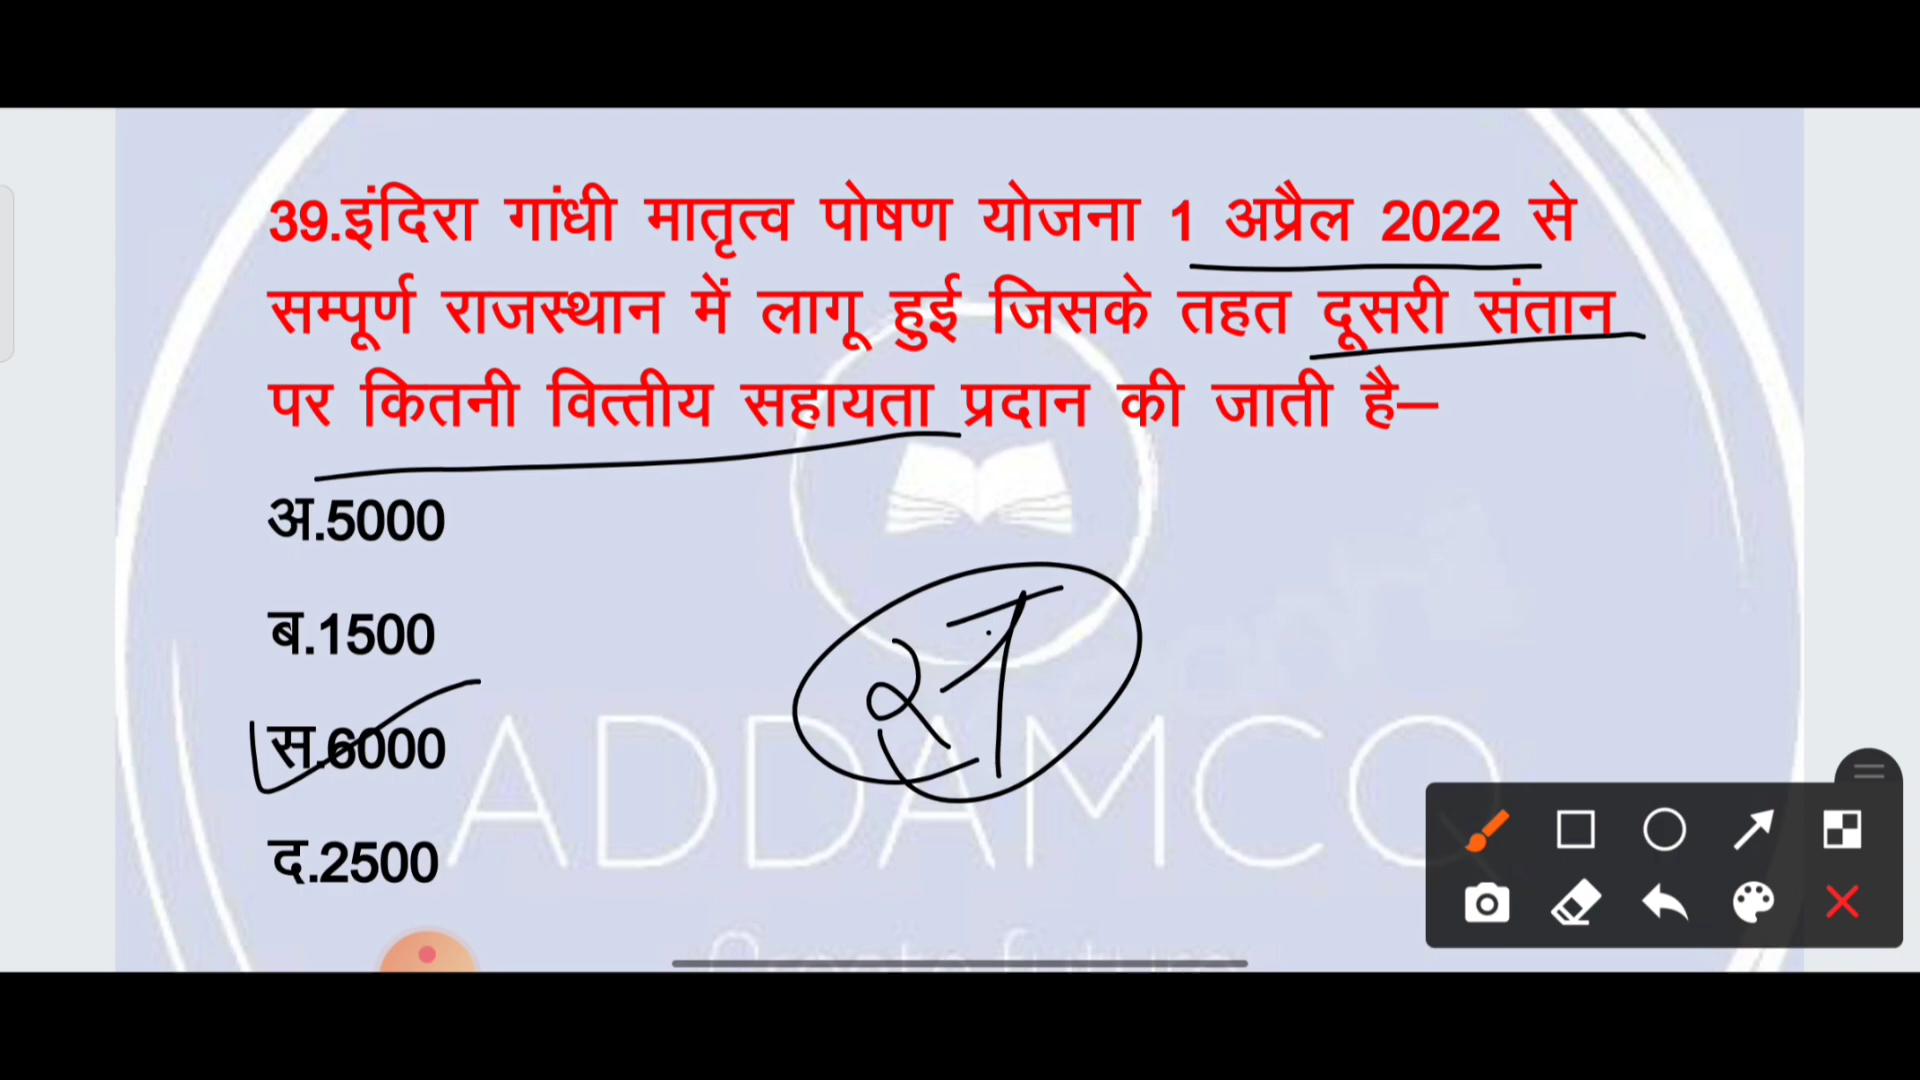 39.इंदिरा गांधी मातृत्व पोषण योजना 1 अप्रैल 2022 से
सम्पूर्ण राजस्थान में लागू हुई जिसके तहत दूसरी संतान
पर कितनी वित्तीय सहायता प्रदान की जाती है–
अ.5000
ब.1500
स.6000
द.2500
ADDAMCO